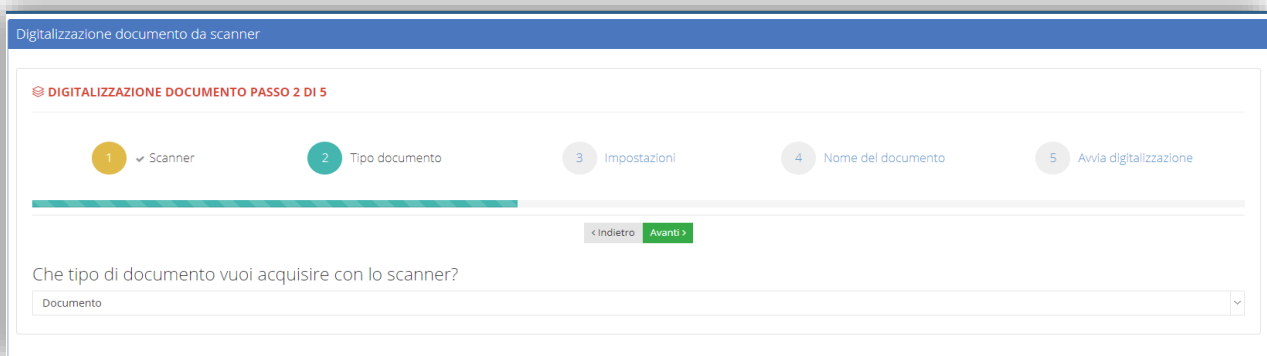 Digitalizzazione documento da scanner
DIGITALIZZAZIONE DOCUMENTO PASSO 2 DI 5
1 Scanner 2 Tipo documento 3 Impostazioni 4 Nome del documento 5 Avvia digitalizzazione
< Indietro Avanti >
Che tipo di documento vuoi acquisire con lo scanner?
Documento